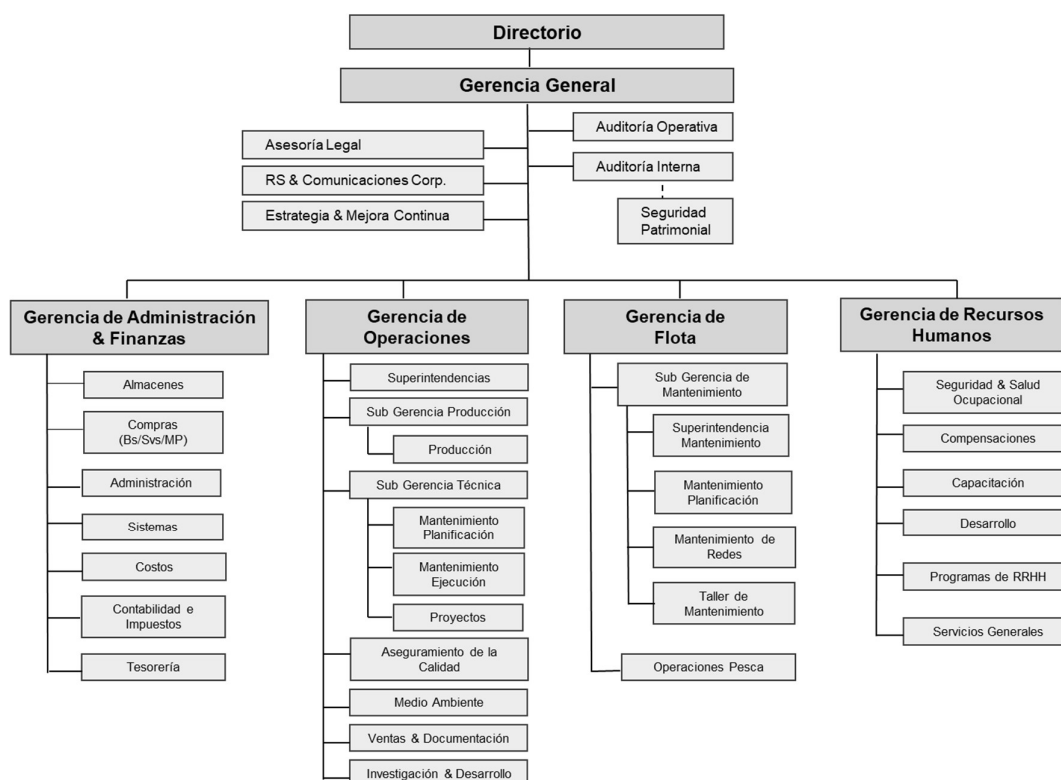 Directorio
Gerencia General
Auditoría Operativa
Asesoría Legal
Auditoría Interna
RS & Comunicaciones Corp.
Estrategia & Mejora Continua
Seguridad
Patrimonial
Gerencia de Administración
& Finanzas
Almacenes
Compras
(Bs/Svs/MP)
Administración
Sistemas
Costos
Contabilidad e
Impuestos
Tesorería
Gerencia de
Operaciones
Superintendencias
Sub Gerencia Producción
Producción
Sub Gerencia Técnica
Mantenimiento
Planificación
Mantenimiento
Ejecución
Proyectos
Aseguramiento de la
Calidad
Medio Ambiente
Ventas & Documentación
Investigación & Desarrollo
Gerencia de
Flota
Sub Gerencia de
Mantenimiento
Superintendencia
Mantenimiento
Mantenimiento
Planificación
Mantenimiento de
Redes
Taller de
Mantenimiento
Operaciones Pesca
Gerencia de Recursos
Humanos
Seguridad & Salud
Ocupacional
Compensaciones
Capacitación
Desarrollo
Programas de RRHH
Servicios Generales